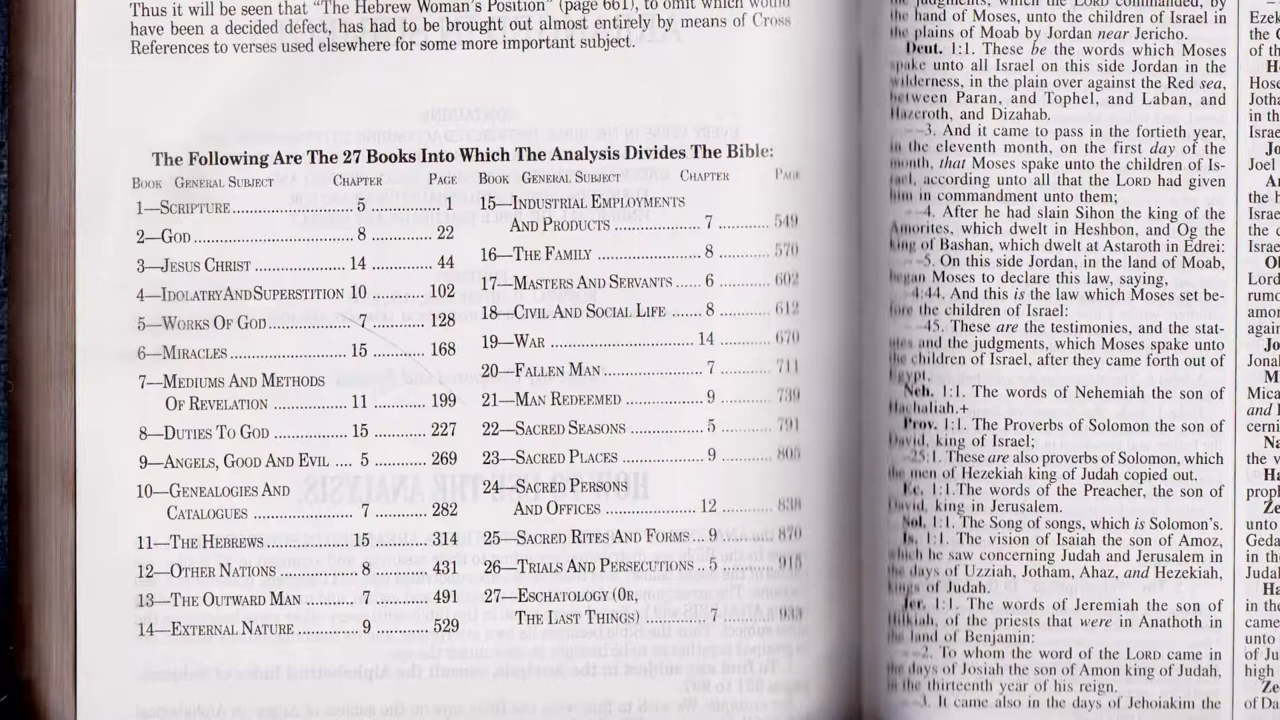 Thus it will be seen that “The Hebrew Woman’s Position” (page 661), to omit which would
have been a decided defect, has had to be brought out almost entirely by means of Cross
References to verses used elsewhere for some more important subject.
The Following Are The 27 Books Into Which The Analysis Divides The Bible:
BOOK GENERAL SUBJECT CHAPTER PAGE
1—SCRIPTURE 5 1
2—GOD 8 22
3—JESUS CHRIST 14 44
4—IDOLATRY AND SUPERSTITION 10 102
5—WORKS OF GOD 7 128
6—MIRACLES 15 168
7—MEDIUMS AND METHODS
OF REVELATION 11 199
8—DUTIES TO GOD 15 227
9—ANGELS, GOOD AND EVIL 5 269
10—GENEALOGIES AND
CATALOGUES 7 282
11—THE HEBREWS 15 314
12—OTHER NATIONS 8 431
13—THE OUTWARD MAN 7 491
14—EXTERNAL NATURE 9 529
BOOK GENERAL SUBJECT CHAPTER PAGE
15—INDUSTRIAL EMPLOYMENTS
AND PRODUCTS 7 549
16—THE FAMILY 8 570
17—MASTERS AND SERVANTS 6 602
18—CIVIL AND SOCIAL LIFE 8 612
19—WAR 14 670
20—FALLEN MAN 7 711
21—MAN REDEEMED 9 739
22—SACRED SEASONS 5 791
23—SACRED PLACES 9 805
24—SACRED PERSONS
AND OFFICES 12 838
25—SACRED RITES AND FORMS 9 870
26—TRIALS AND PERSECUTIONS 5 915
27—ESCHATOLOGY (OR,
THE LAST THINGS) 7 933
the judgments, which the LORD commanded, by
the hand of Moses, unto the children of Israel in
the plains of Moab by Jordan near Jericho.
Deut. 1:1. These be the words which Moses
spake unto all Israel on this side Jordan in the
wilderness, in the plain over against the Red sea,
between Paran, and Tophel, and Laban, and
Hazeroth, and Dizahab.
—3. And it came to pass in the fortieth year,
in the eleventh month, on the first day of the
month, that Moses spake unto the children of Is-
rael, according unto all that the LORD had given
him in commandment unto them;
—4. After he had slain Sihon the king of the
Amorites, which dwelt in Heshbon, and Og the
king of Bashan, which dwelt at Astaroth in Edrei:
—5. On this side Jordan, in the land of Moab,
began Moses to declare this law, saying,
4:44. And this is the law which Moses set be-
fore the children of Israel:
—45. These are the testimonies, and the stat-
utes and the judgments, which Moses spake unto
the children of Israel, after they came forth out of
Egypt.
Neh. 1:1. The words of Nehemiah the son of
Hachaliah.+
Prov. 1:1. The Proverbs of Solomon the son of
David, king of Israel;
25:1. These are also proverbs of Solomon, which
the men of Hezekiah king of Judah copied out.
Ec. 1:1.The words of the Preacher, the son of
David, king in Jerusalem.
Sol. 1:1. The Song of songs, which is Solomon’s.
Is. 1:1. The vision of Isaiah the son of Amoz,
which he saw concerning Judah and Jerusalem in
the days of Uzziah, Jotham, Ahaz, and Hezekiah,
kings of Judah.
Jer. 1:1. The words of Jeremiah the son of
Hilkiah, of the priests that were in Anathoth in
the land of Benjamin:
—2. To whom the word of the LORD came in
the days of Josiah the son of Amon king of Judah,
in the thirteenth year of his reign.
—3. It came also in the days of Jehoiakim the